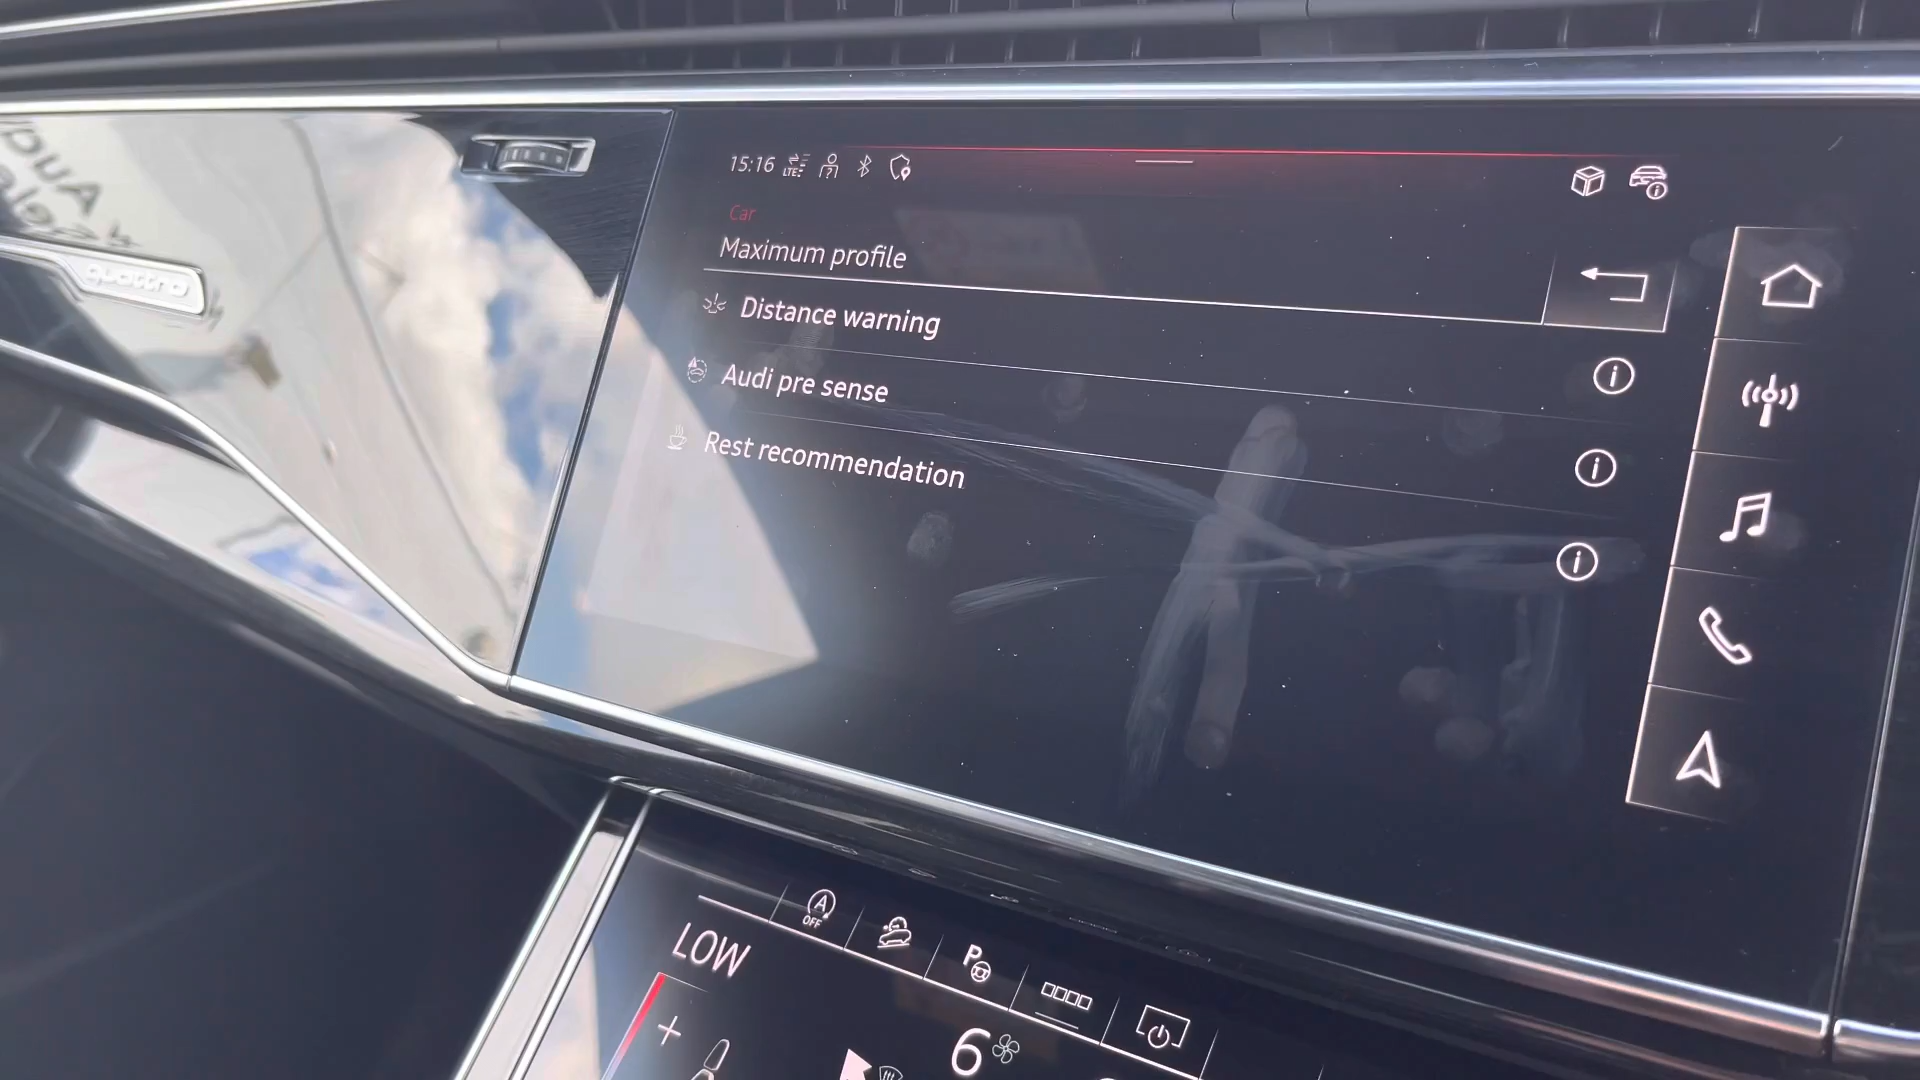 15:16 LTE
Car
Maximum profile
Distance warning
Audi pre sense
Rest recommendation
quattro
A
OFF
P
LOW
+
6